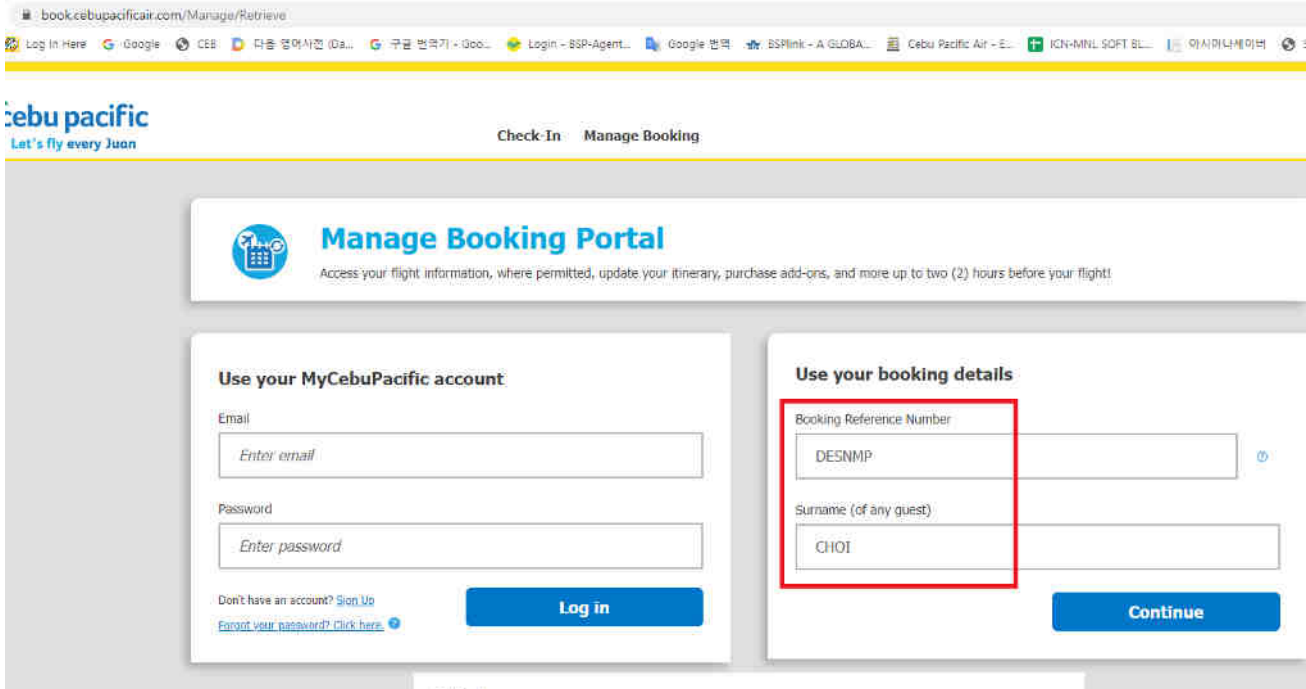 book.cebupacificair.com/Manage/Retrieve
Log In Here Google CEB 다음 영어사전 (Da... 구글 번역기 - Goo... Login - BSP-Agent... Google 번역 BSPlink - A GLOBA... Cebu Pacific Air - E... ICN-MNL SOFT BL... 아시아나세이버
cebu pacific
Let's fly every Juan
Check-In Manage Booking
Manage Booking Portal
Access your flight information, where permitted, update your itinerary, purchase add-ons, and more up to two (2) hours before your flight!
Use your MyCebuPacific account
Email
Enter email
Password
Enter password
Don't have an account? Sign Up
Forgot your password? Click here.
Log in
Use your booking details
Booking Reference Number
DESNMP
Surname (of any guest)
CHOI
Continue